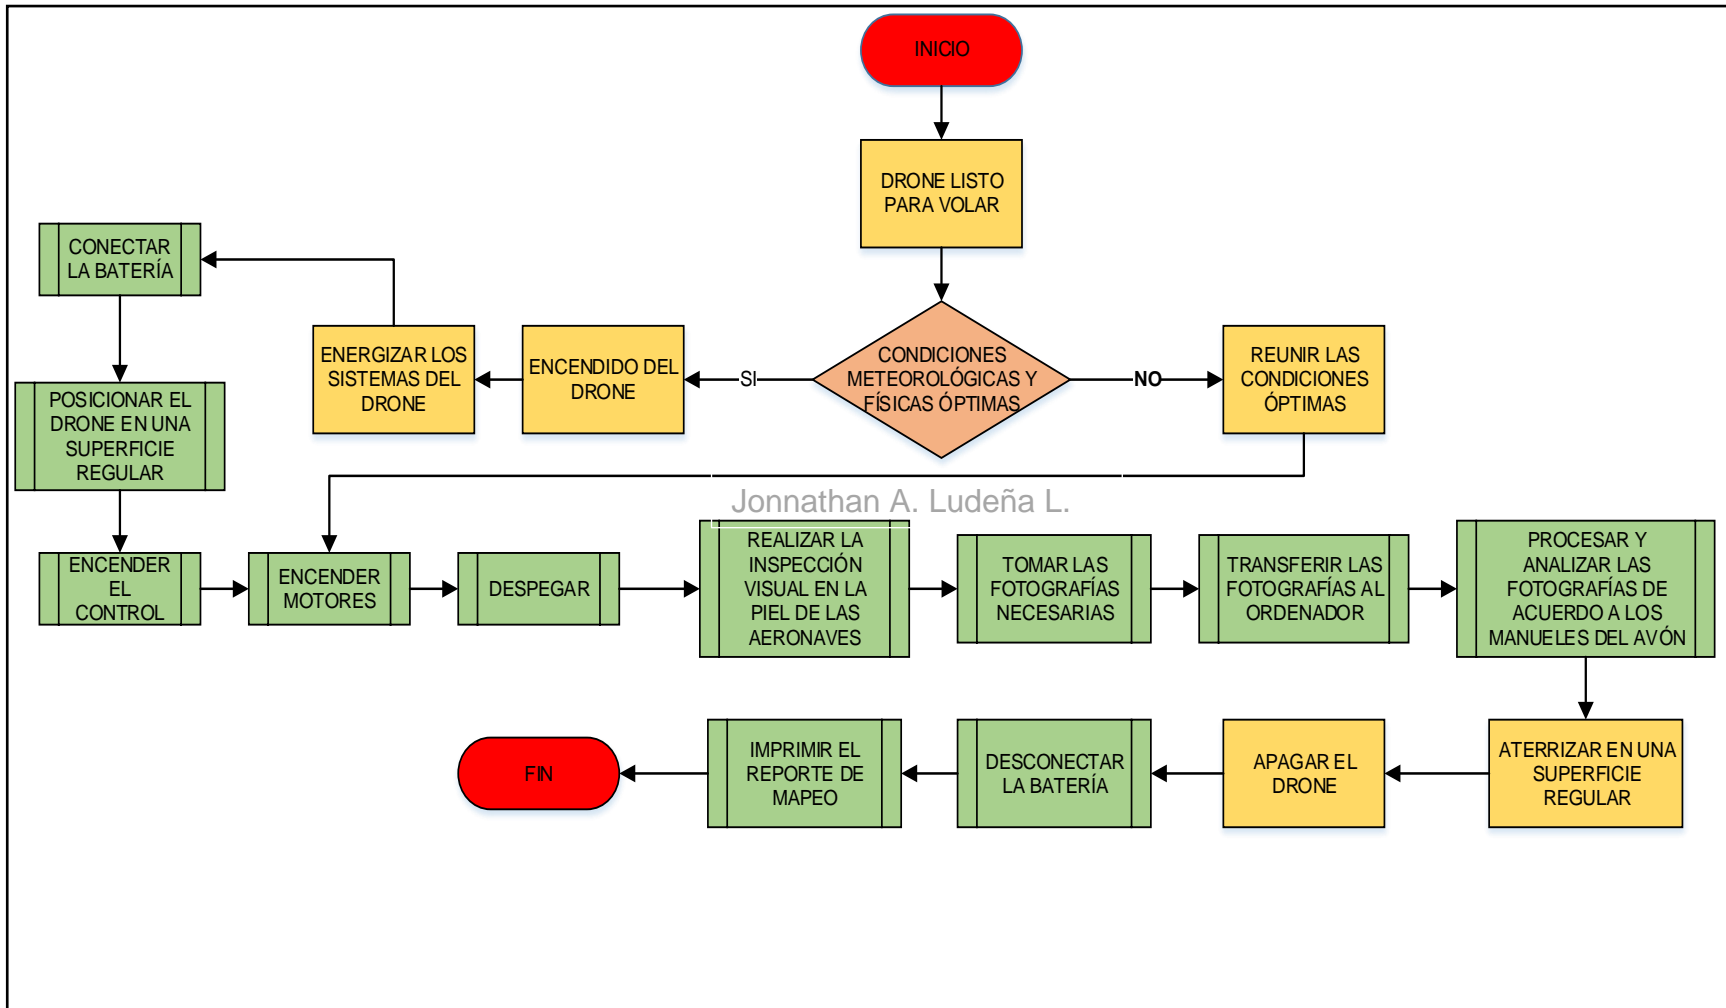 INICIO
DRONE LISTO
PARA VOLAR
CONDICIONES
METEOROLÓGICAS Y
FÍSICAS ÓPTIMAS
SI
NO
ENCENDIDO DEL
DRONE
ENERGIZAR LOS
SISTEMAS DEL
DRONE
CONECTAR
LA BATERÍA
POSICIONAR EL
DRONE EN UNA
SUPERFICIE
REGULAR
REUNIR LAS
CONDICIONES
ÓPTIMAS
Jonnathan A. Ludeña L.
ENCENDER
EL
CONTROL
ENCENDER
MOTORES
DESPEGAR
REALIZAR LA
INSPECCIÓN
VISUAL EN LA
PIEL DE LAS
AERONAVES
TOMAR LAS
FOTOGRAFÍAS
NECESARIAS
TRANSFERIR LAS
FOTOGRAFÍAS AL
ORDENADOR
PROCESAR Y
ANALIZAR LAS
FOTOGRAFÍAS DE
ACUERDO A LOS
MANUELES DEL AVÓN
ATERRIZAR EN UNA
SUPERFICIE
REGULAR
APAGAR EL
DRONE
DESCONECTAR
LA BATERÍA
IMPRIMIR EL
REPORTE DE
MAPEO
FIN